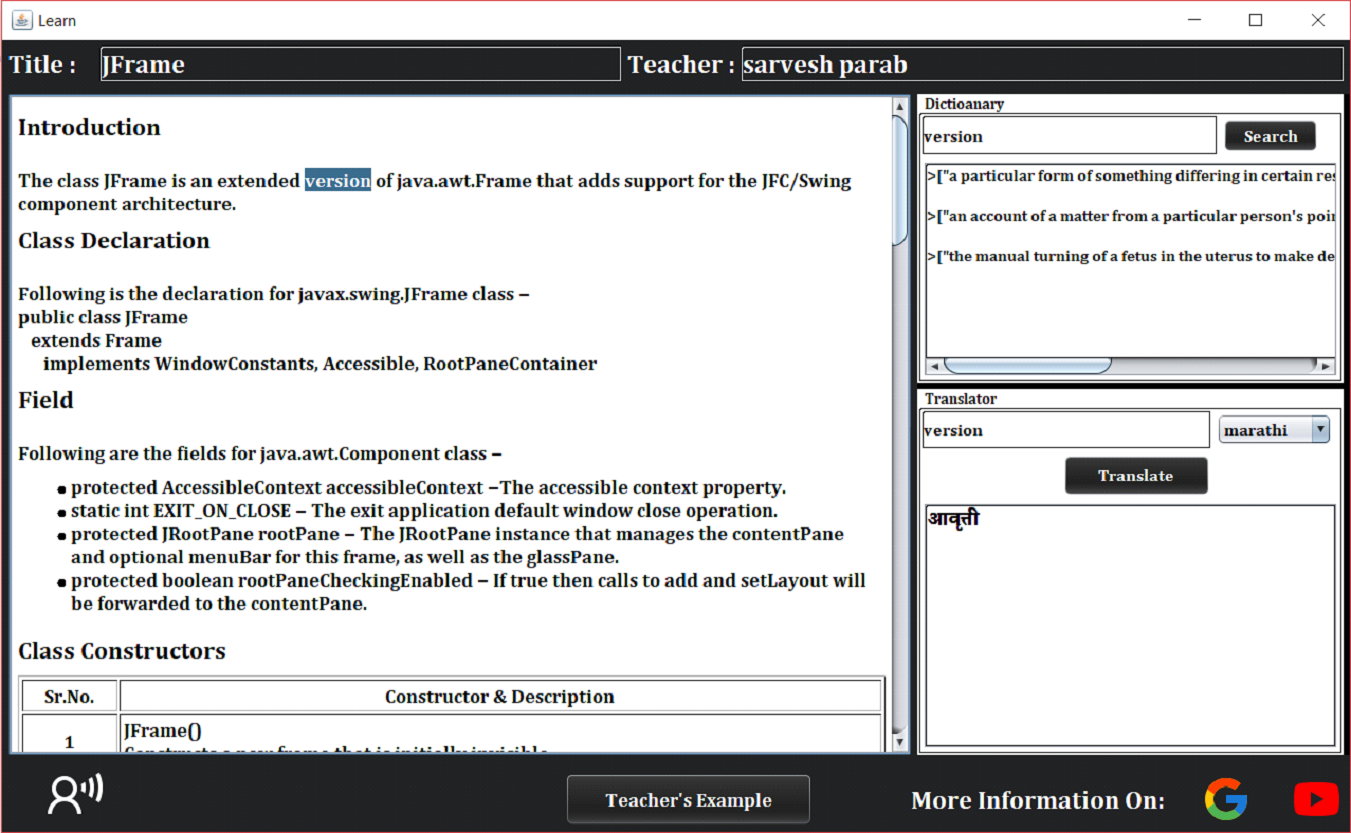 Learn
Title :
JFrame
Teacher :
sarvesh parab
Introduction
The class JFrame is an extended version of java.awt.Frame that adds support for the JFC/Swing
component architecture.
Class Declaration
Following is the declaration for javax.swing.JFrame class –
public class JFrame
extends Frame
implements WindowConstants, Accessible, RootPaneContainer
Field
Following are the fields for java.awt.Component class –
protected AccessibleContext accessibleContext –The accessible context property.
static int EXIT_ON_CLOSE – The exit application default window close operation.
protected JRootPane rootPane – The JRootPane instance that manages the contentPane
and optional menuBar for this frame, as well as the glassPane.
protected boolean rootPaneCheckingEnabled – If true then calls to add and setLayout will
be forwarded to the contentPane.
Class Constructors
Sr.No.
Constructor & Description
1
JFrame()
Constructs a new frame that is initially invisible
Dictioanary
version
Search
>["a particular form of something differing in certain res
>["an account of a matter from a particular person's poin
>["the manual turning of a fetus in the uterus to make de
Translator
version
marathi
Translate
आवृत्ती
Teacher's Example
More Information On: